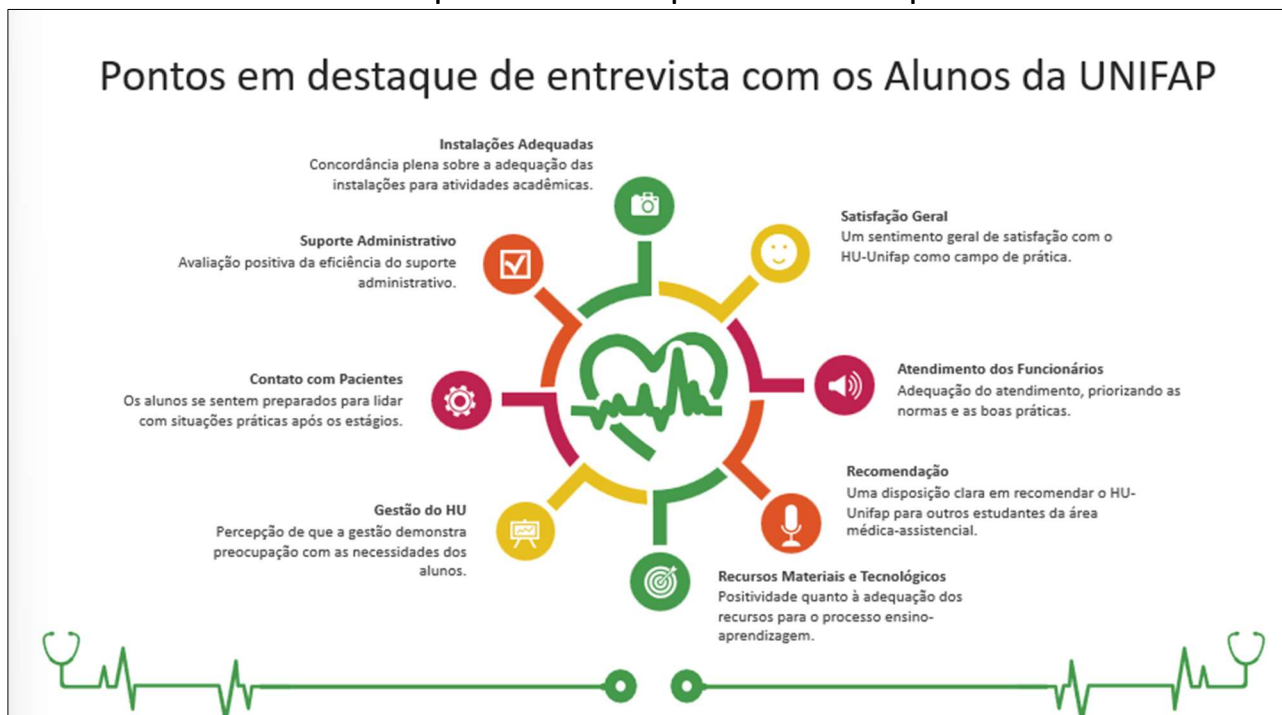 Pontos em destaque de entrevista com os Alunos da UNIFAP
Instalações Adequadas
Concordância plena sobre a adequação das
instalações para atividades acadêmicas.
Satisfação Geral
Um sentimento geral de satisfação com o
HU-Unifap como campo de prática.
Suporte Administrativo
Avaliação positiva da eficiência do suporte
administrativo.
Atendimento dos Funcionários
Adequação do atendimento, priorizando as
normas e as boas práticas.
Contato com Pacientes
Os alunos se sentem preparados para lidar
com situações práticas após os estágios.
Recomendação
Uma disposição clara em recomendar o HU-
Unifap para outros estudantes da área
médica-assistencial.
Gestão do HU
Percepção de que a gestão demonstra
preocupação com as necessidades dos
alunos.
Recursos Materiais e Tecnológicos
Positividade quanto à adequação dos
recursos para o processo ensino-
aprendizagem.